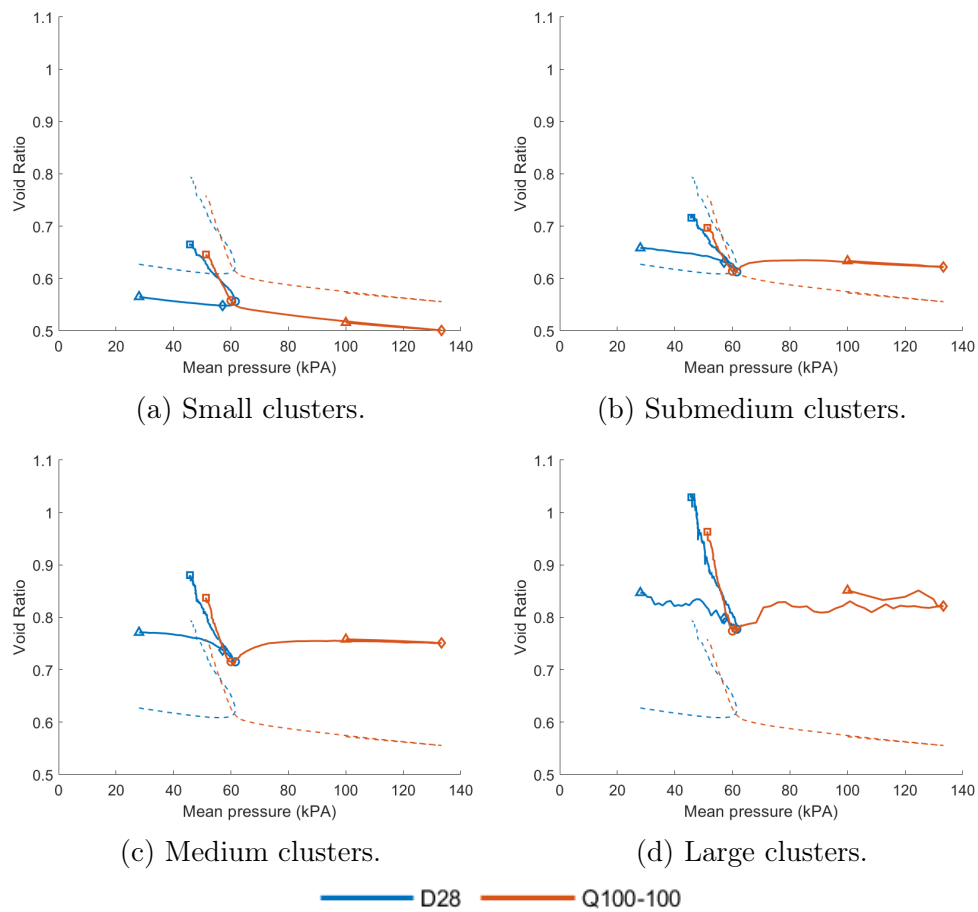 1.1
1
0.9
0.8
0.7
0.6
0.5
Void Ratio
0 20 40 60 80 100 120 140
Mean pressure (kPA)
(a) Small clusters.
1.1
1
0.9
0.8
0.7
0.6
0.5
Void Ratio
0 20 40 60 80 100 120 140
Mean pressure (kPA)
(b) Submedium clusters.
1.1
1
0.9
0.8
0.7
0.6
0.5
Void Ratio
0 20 40 60 80 100 120 140
Mean pressure (kPA)
(c) Medium clusters.
1.1
1
0.9
0.8
0.7
0.6
0.5
Void Ratio
0 20 40 60 80 100 120 140
Mean pressure (kPA)
(d) Large clusters.
D28 Q100-100